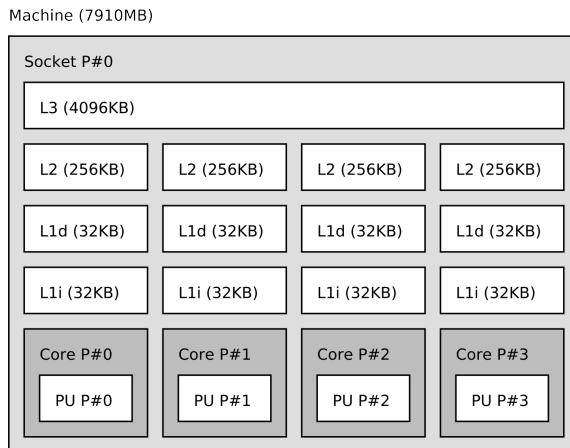 Machine (7910MB)
Socket P#0
L3 (4096KB)
L2 (256KB) L2 (256KB) L2 (256KB) L2 (256KB)
L1d (32KB) L1d (32KB) L1d (32KB) L1d (32KB)
L1i (32KB) L1i (32KB) L1i (32KB) L1i (32KB)
Core P#0 Core P#1 Core P#2 Core P#3
PU P#0 PU P#1 PU P#2 PU P#3